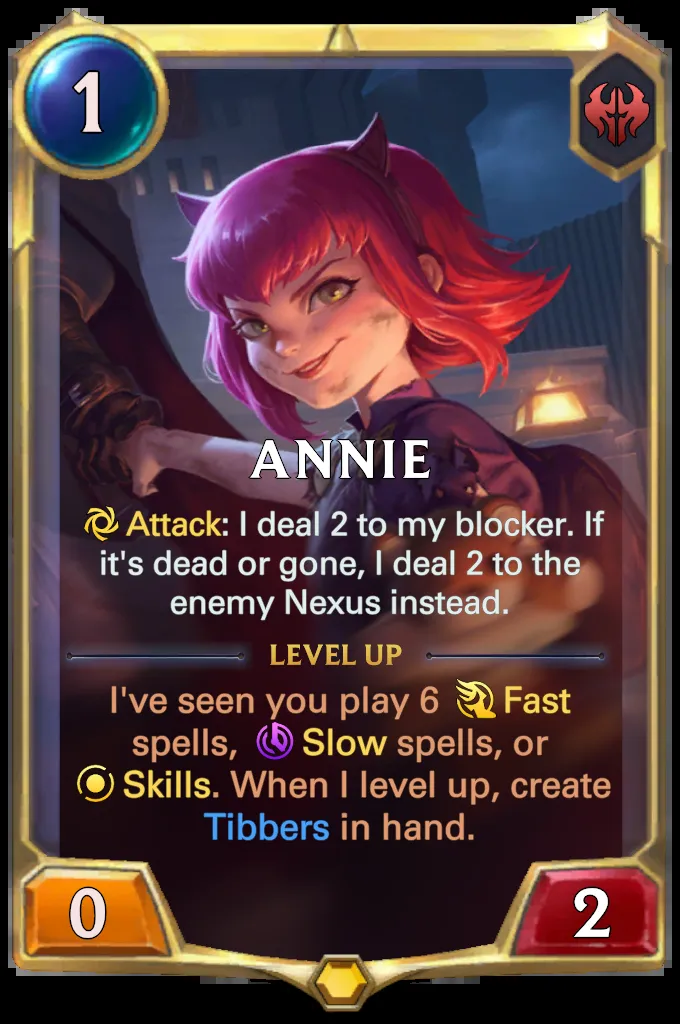 1
ANNIE
Attack: I deal 2 to my blocker. If
it's dead or gone, I deal 2 to the
enemy Nexus instead.
LEVEL UP
I've seen you play 6 Fast
spells, Slow spells, or
Skills. When I level up, create
Tibbers in hand.
0
2